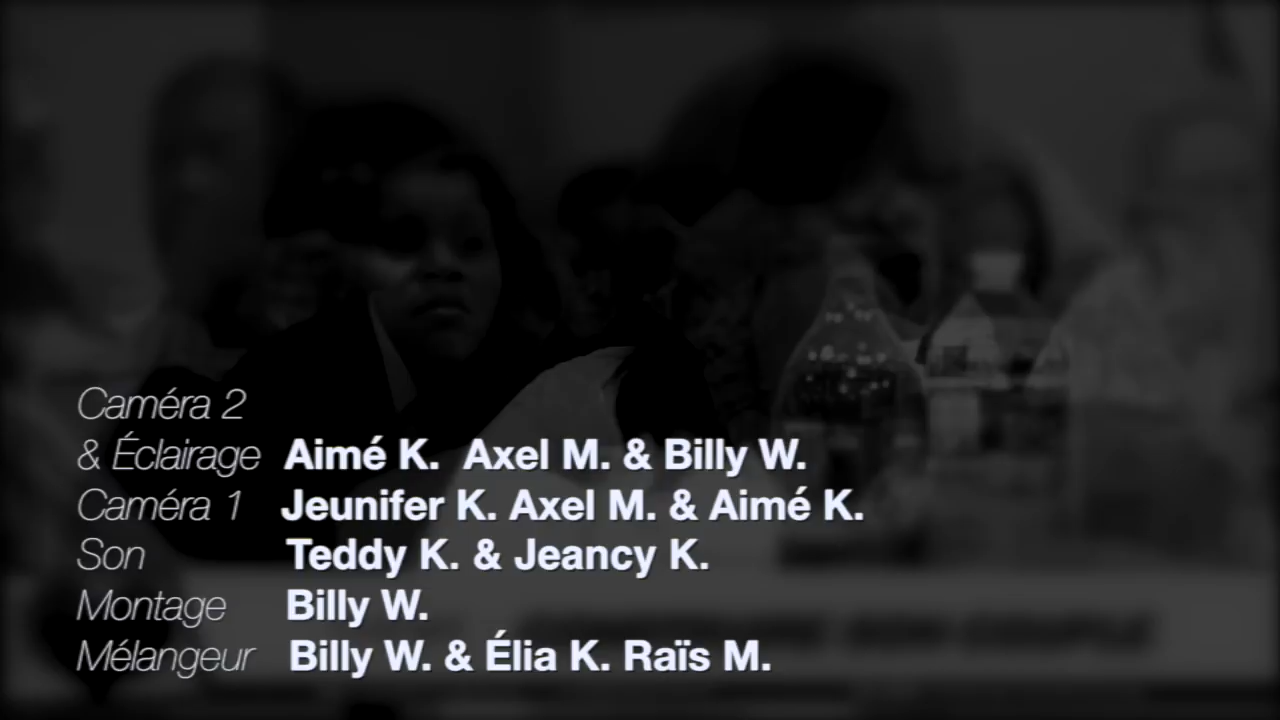 Caméra 2
& Éclairage Aimé K. Axel M. & Billy W.
Caméra 1 Jeunifer K. Axel M. & Aimé K.
Son Teddy K. & Jeancy K.
Montage Billy W.
Mélangeur Billy W. & Élia K. Raïs M.